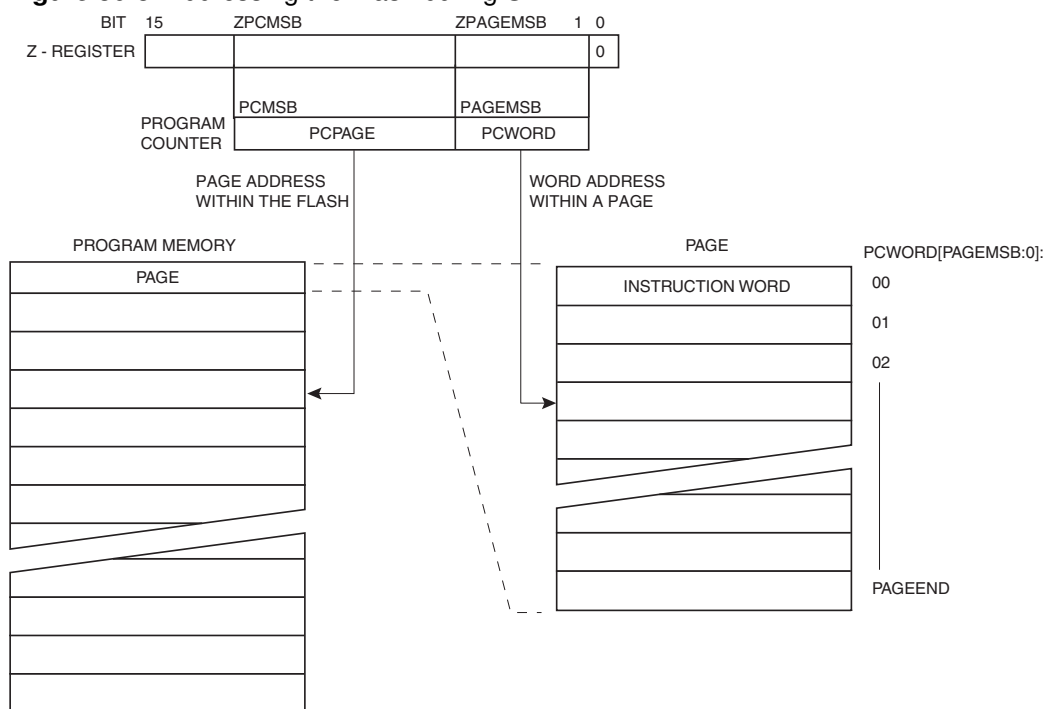 BIT 15 ZPCMSB ZPAGEMSB 1 0
Z - REGISTER 0
PCMSB PAGEMSB
PROGRAM
COUNTER
PCPAGE PCWORD
PAGE ADDRESS
WITHIN THE FLASH
WORD ADDRESS
WITHIN A PAGE
PROGRAM MEMORY
PAGE
PAGE
PCWORD[PAGEMSB:0]:
INSTRUCTION WORD
00
01
02
PAGEEND